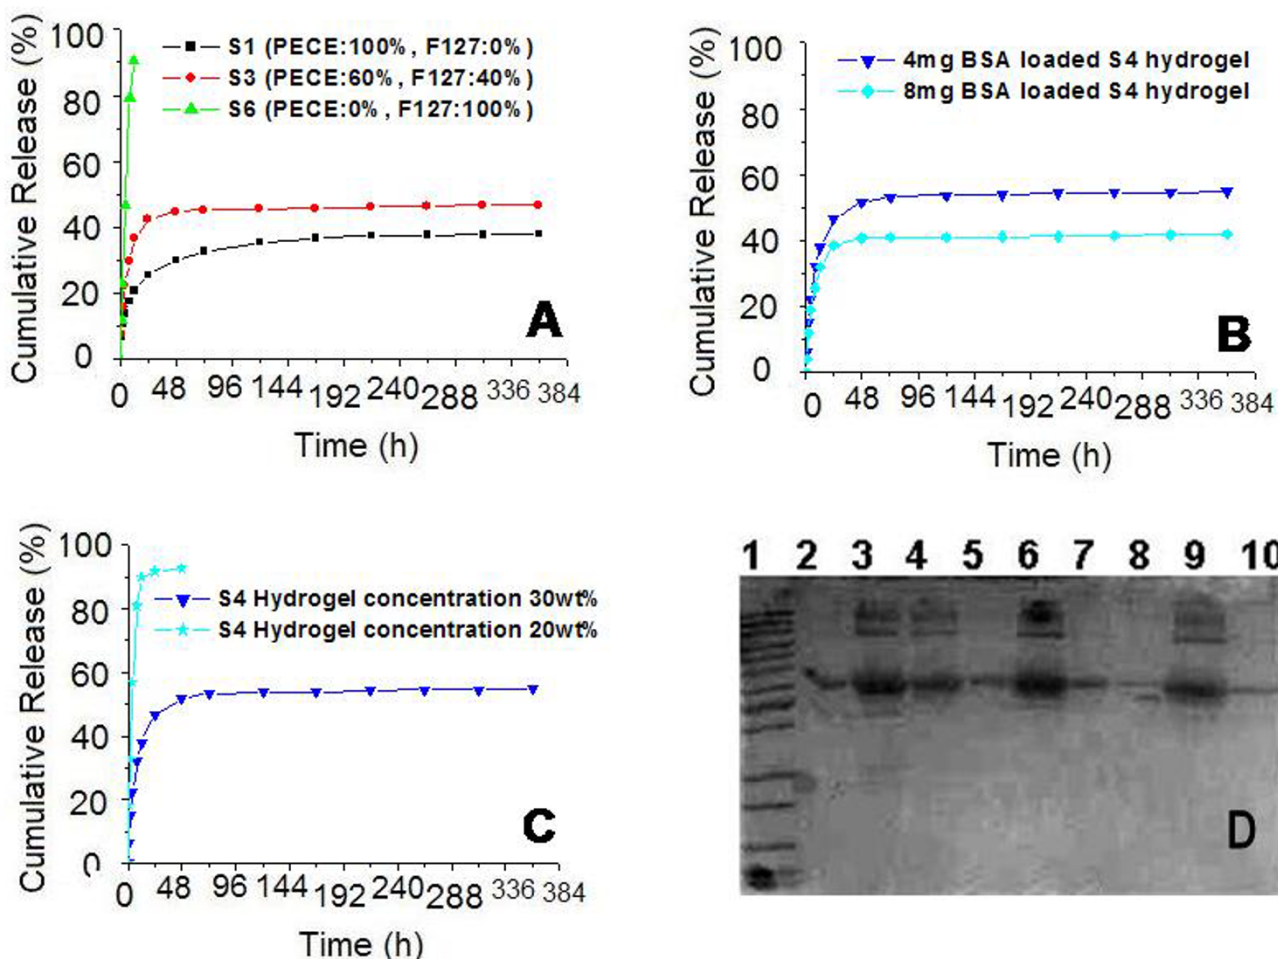 Cumulative Release (%)
100
80
60
40
20
0
S1 (PECE:100%, F127:0%)
S3 (PECE:60%, F127:40%)
S6 (PECE:0%, F127:100%)
A
0 48 96 144 192 240 288 336 384
Time (h)
Cumulative Release (%)
100
80
60
40
20
0
4mg BSA loaded S4 hydrogel
8mg BSA loaded S4 hydrogel
B
0 48 96 144 192 240 288 336 384
Time (h)
Cumulative Release (%)
100
80
60
40
20
0
S4 Hydrogel concentration 30wt%
S4 Hydrogel concentration 20wt%
C
0 48 96 144 192 240 288 336 384
Time (h)
1 2 3 4 5 6 7 8 9 10
D